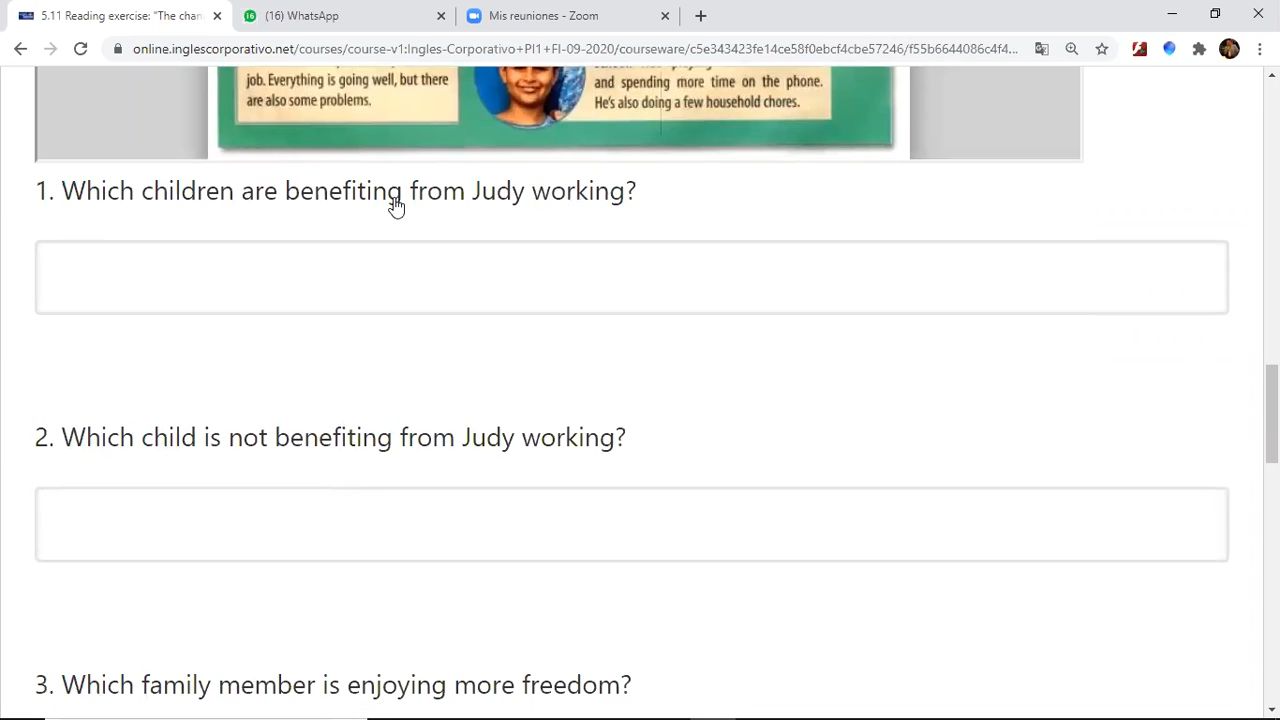 5.11 Reading exercise: "The chan
(16) WhatsApp
Mis reuniones - Zoom
online.inglescorporativo.net/courses/course-v1:Ingles-Corporativo+PI1+FI-09-2020/courseware/c5e343423fe14ce58f0ebcf4cbe57246/f55b6644086c4f4...
job. Everything is going well, but there
are also some problems.
and spending more time on the phone.
He's also doing a few household chores.
1. Which children are benefiting from Judy working?
2. Which child is not benefiting from Judy working?
3. Which family member is enjoying more freedom?